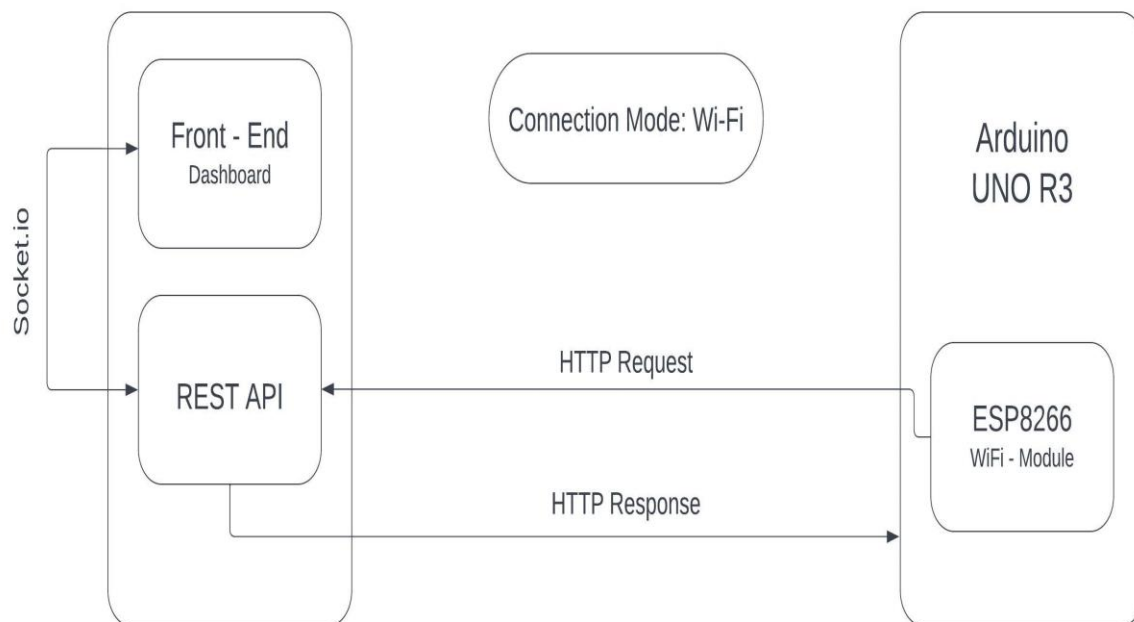 Front - End
Dashboard
Socket.io
REST API
Connection Mode: Wi-Fi
HTTP Request
HTTP Response
Arduino
UNO R3
ESP8266
WiFi - Module